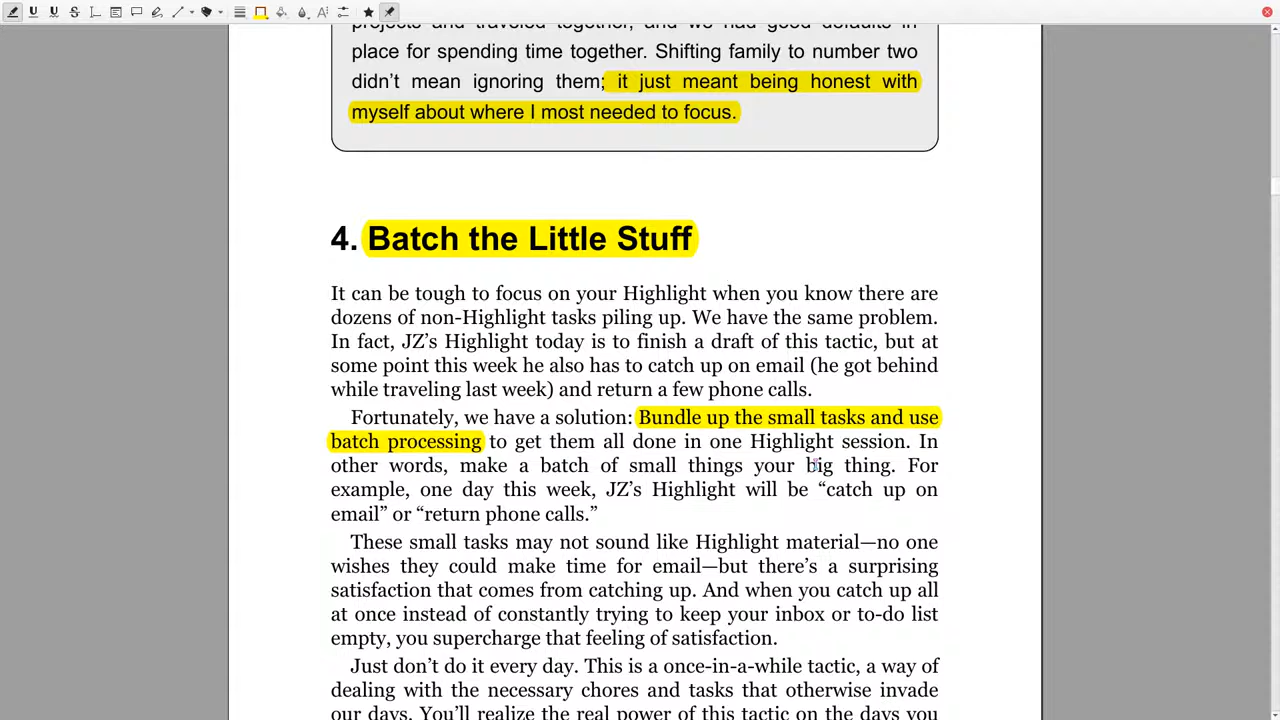 projects and traveled together, and we had good defaults in
place for spending time together. Shifting family to number two
didn’t mean ignoring them; it just meant being honest with
myself about where I most needed to focus.
4. Batch the Little Stuff
It can be tough to focus on your Highlight when you know there are
dozens of non-Highlight tasks piling up. We have the same problem.
In fact, JZ’s Highlight today is to finish a draft of this tactic, but at
some point this week he also has to catch up on email (he got behind
while traveling last week) and return a few phone calls.
Fortunately, we have a solution: Bundle up the small tasks and use
batch processing to get them all done in one Highlight session. In
other words, make a batch of small things your big thing. For
example, one day this week, JZ’s Highlight will be “catch up on
email” or “return phone calls.”
These small tasks may not sound like Highlight material—no one
wishes they could make time for email—but there’s a surprising
satisfaction that comes from catching up. And when you catch up all
at once instead of constantly trying to keep your inbox or to-do list
empty, you supercharge that feeling of satisfaction.
Just don’t do it every day. This is a once-in-a-while tactic, a way of
dealing with the necessary chores and tasks that otherwise invade
our days. You’ll realize the real power of this tactic on the days you